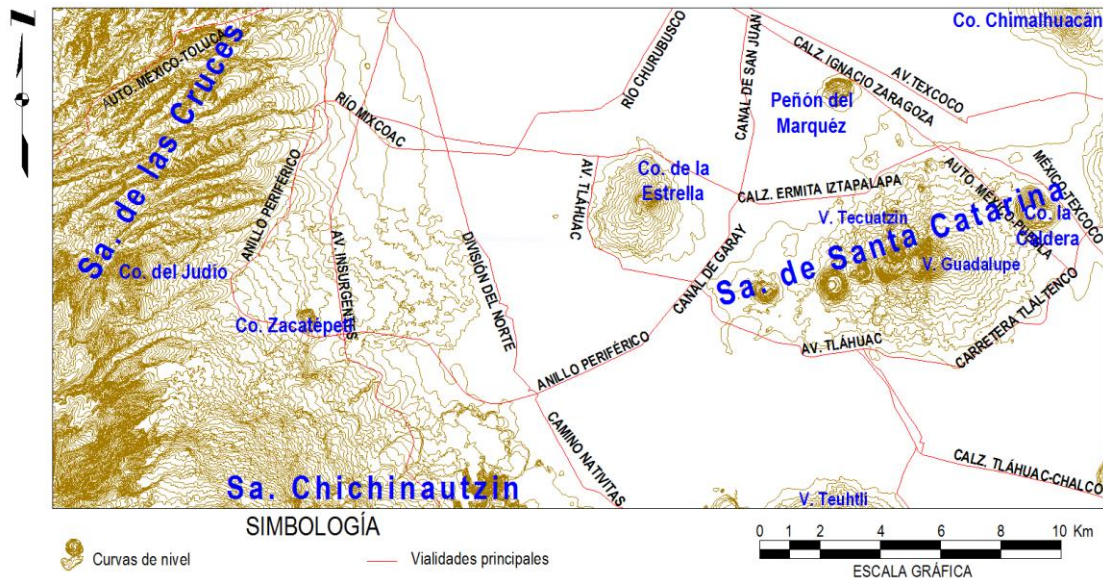 Co. Chimalhuacán
AUTO. MEXICO-TOLUCA
Sa. de las Cruces
RÍO CHURUBUSCO
CANAL DE SAN JUAN
CALZ. IGNACIO ZARAGOZA
AV. TEXCOCO
Peñón del
Marquéz
RÍO MIXCOAC
AV. TLÁHUAC
Co. de la
Estrella
CALZ. ERMITA IZTAPALAPA
AUTO. MÉXICO-PUEBLA
MÉXICO-TEXCOCO
ANILLO PERIFÉRICO
AV. INSURGENTES
DIVISIÓN DEL NORTE
CANAL DE GARAY
V. Tecuatzin
Sa. de Santa Catarina
Co. la
Caldera
V. Guadalupe
Co. del Judío
Co. Zacatépetl
AV. TLÁHUAC
CARRETERA TLALTENCO
ANILLO PERIFÉRICO
CAMINO NATIVITAS
CALZ. TLÁHUAC-CHALCO
Sa. Chichinautzin
V. Teuhtli
SIMBOLOGÍA
Curvas de nivel
Vialidades principales
0 1 2 4 6 8 10 Km
ESCALA GRÁFICA